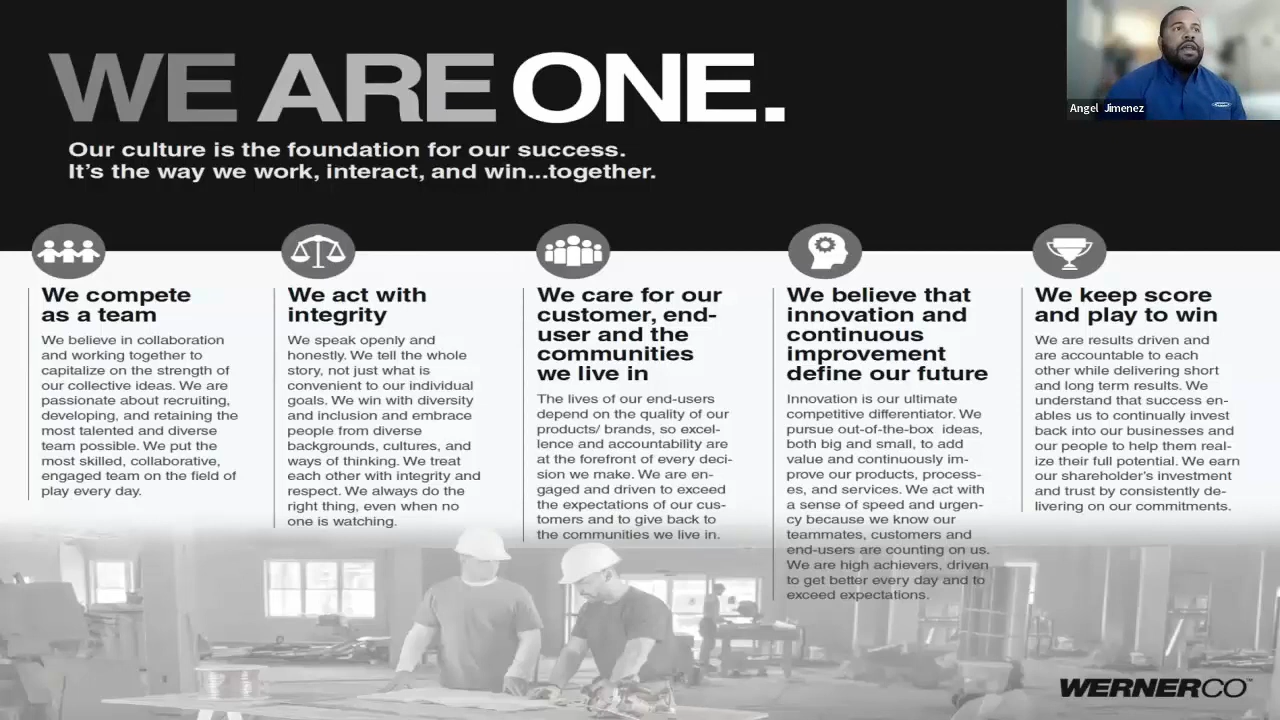 WE ARE ONE.
Our culture is the foundation for our success.
It's the way we work, interact, and win...together.
Angel Jimenez
We compete
as a team
We believe in collaboration
and working together to
capitalize on the strength of
our collective ideas. We are
passionate about recruiting,
developing, and retaining the
most talented and diverse
team possible. We put the
most skilled, collaborative,
engaged team on the field of
play every day.
We act with
integrity
We speak openly and
honestly. We tell the whole
story, not just what is
convenient to our individual
goals. We win with diversity
and inclusion and embrace
people from diverse
backgrounds, cultures, and
ways of thinking. We treat
each other with integrity and
respect. We always do the
right thing, even when no
one is watching.
We care for our
customer, end-
user and the
communities
we live in
The lives of our end-users
depend on the quality of our
products/ brands, so excel-
lence and accountability are
at the forefront of every deci-
sion we make. We are en-
gaged and driven to exceed
the expectations of our cus-
tomers and to give back to
the communities we live in.
We believe that
innovation and
continuous
improvement
define our future
Innovation is our ultimate
competitive differentiator. We
pursue out-of-the-box ideas,
both big and small, to add
value and continuously im-
prove our products, process-
es, and services. We act with
a sense of speed and urgen-
cy because we know our
teammates, customers and
end-users are counting on us.
We are high achievers, driven
to get better every day and to
exceed expectations.
We keep score
and play to win
We are results driven and
are accountable to each
other while delivering short
and long term results. We
understand that success en-
ables us to continually invest
back into our businesses and
our people to help them real-
ize their full potential. We earn
our shareholder's investment
and trust by consistently de-
livering on our commitments.
WERNERCO™